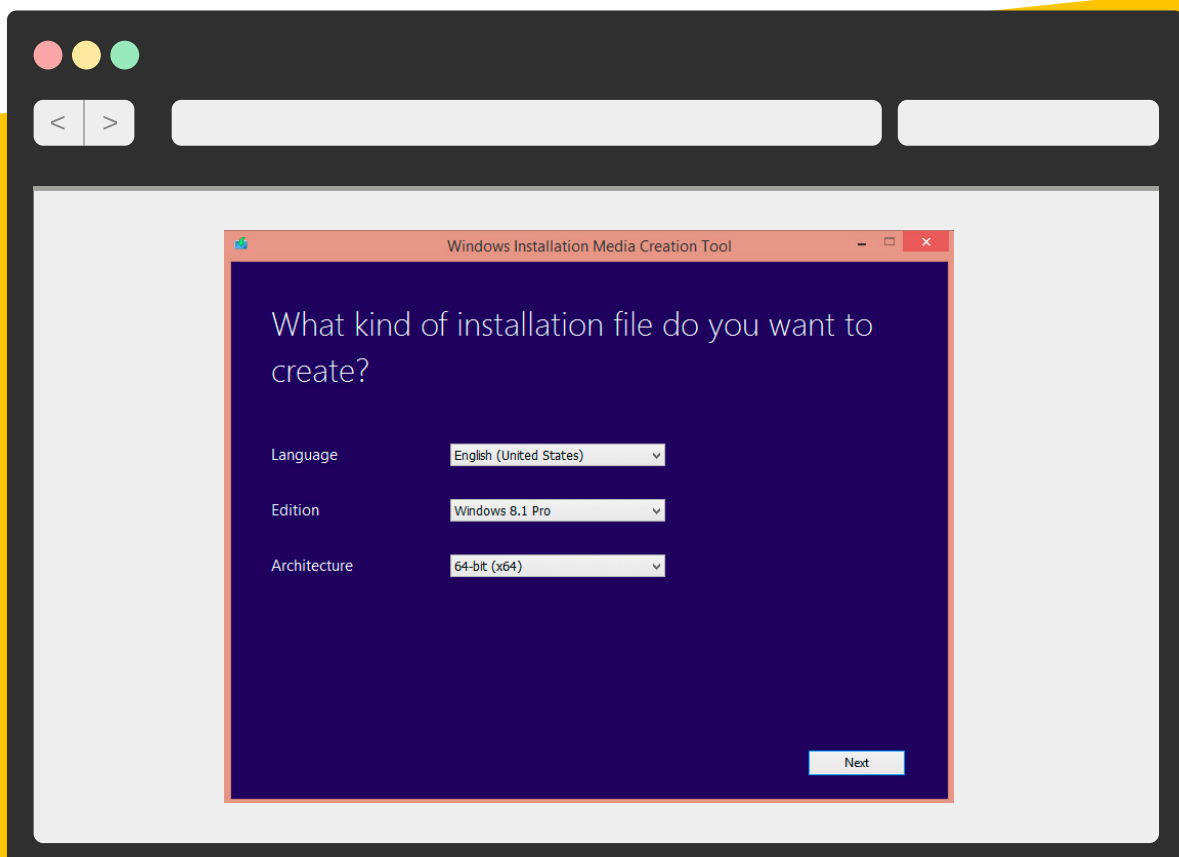 < >
Windows Installation Media Creation Tool
What kind of installation file do you want to
create?
Language English (United States)
Edition Windows 8.1 Pro
Architecture 64-bit (x64)
Next